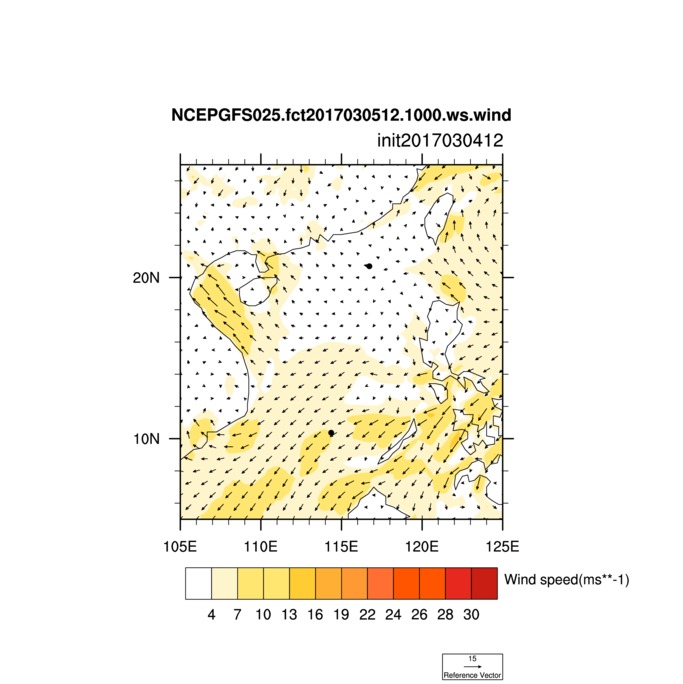 NCEPGFS025.fct2017030512.1000.ws.wind
init2017030412
20N
10N
105E 110E 115E 120E 125E
4 7 10 13 16 19 22 24 26 28 30
Wind speed(ms**-1)
15
Reference Vector